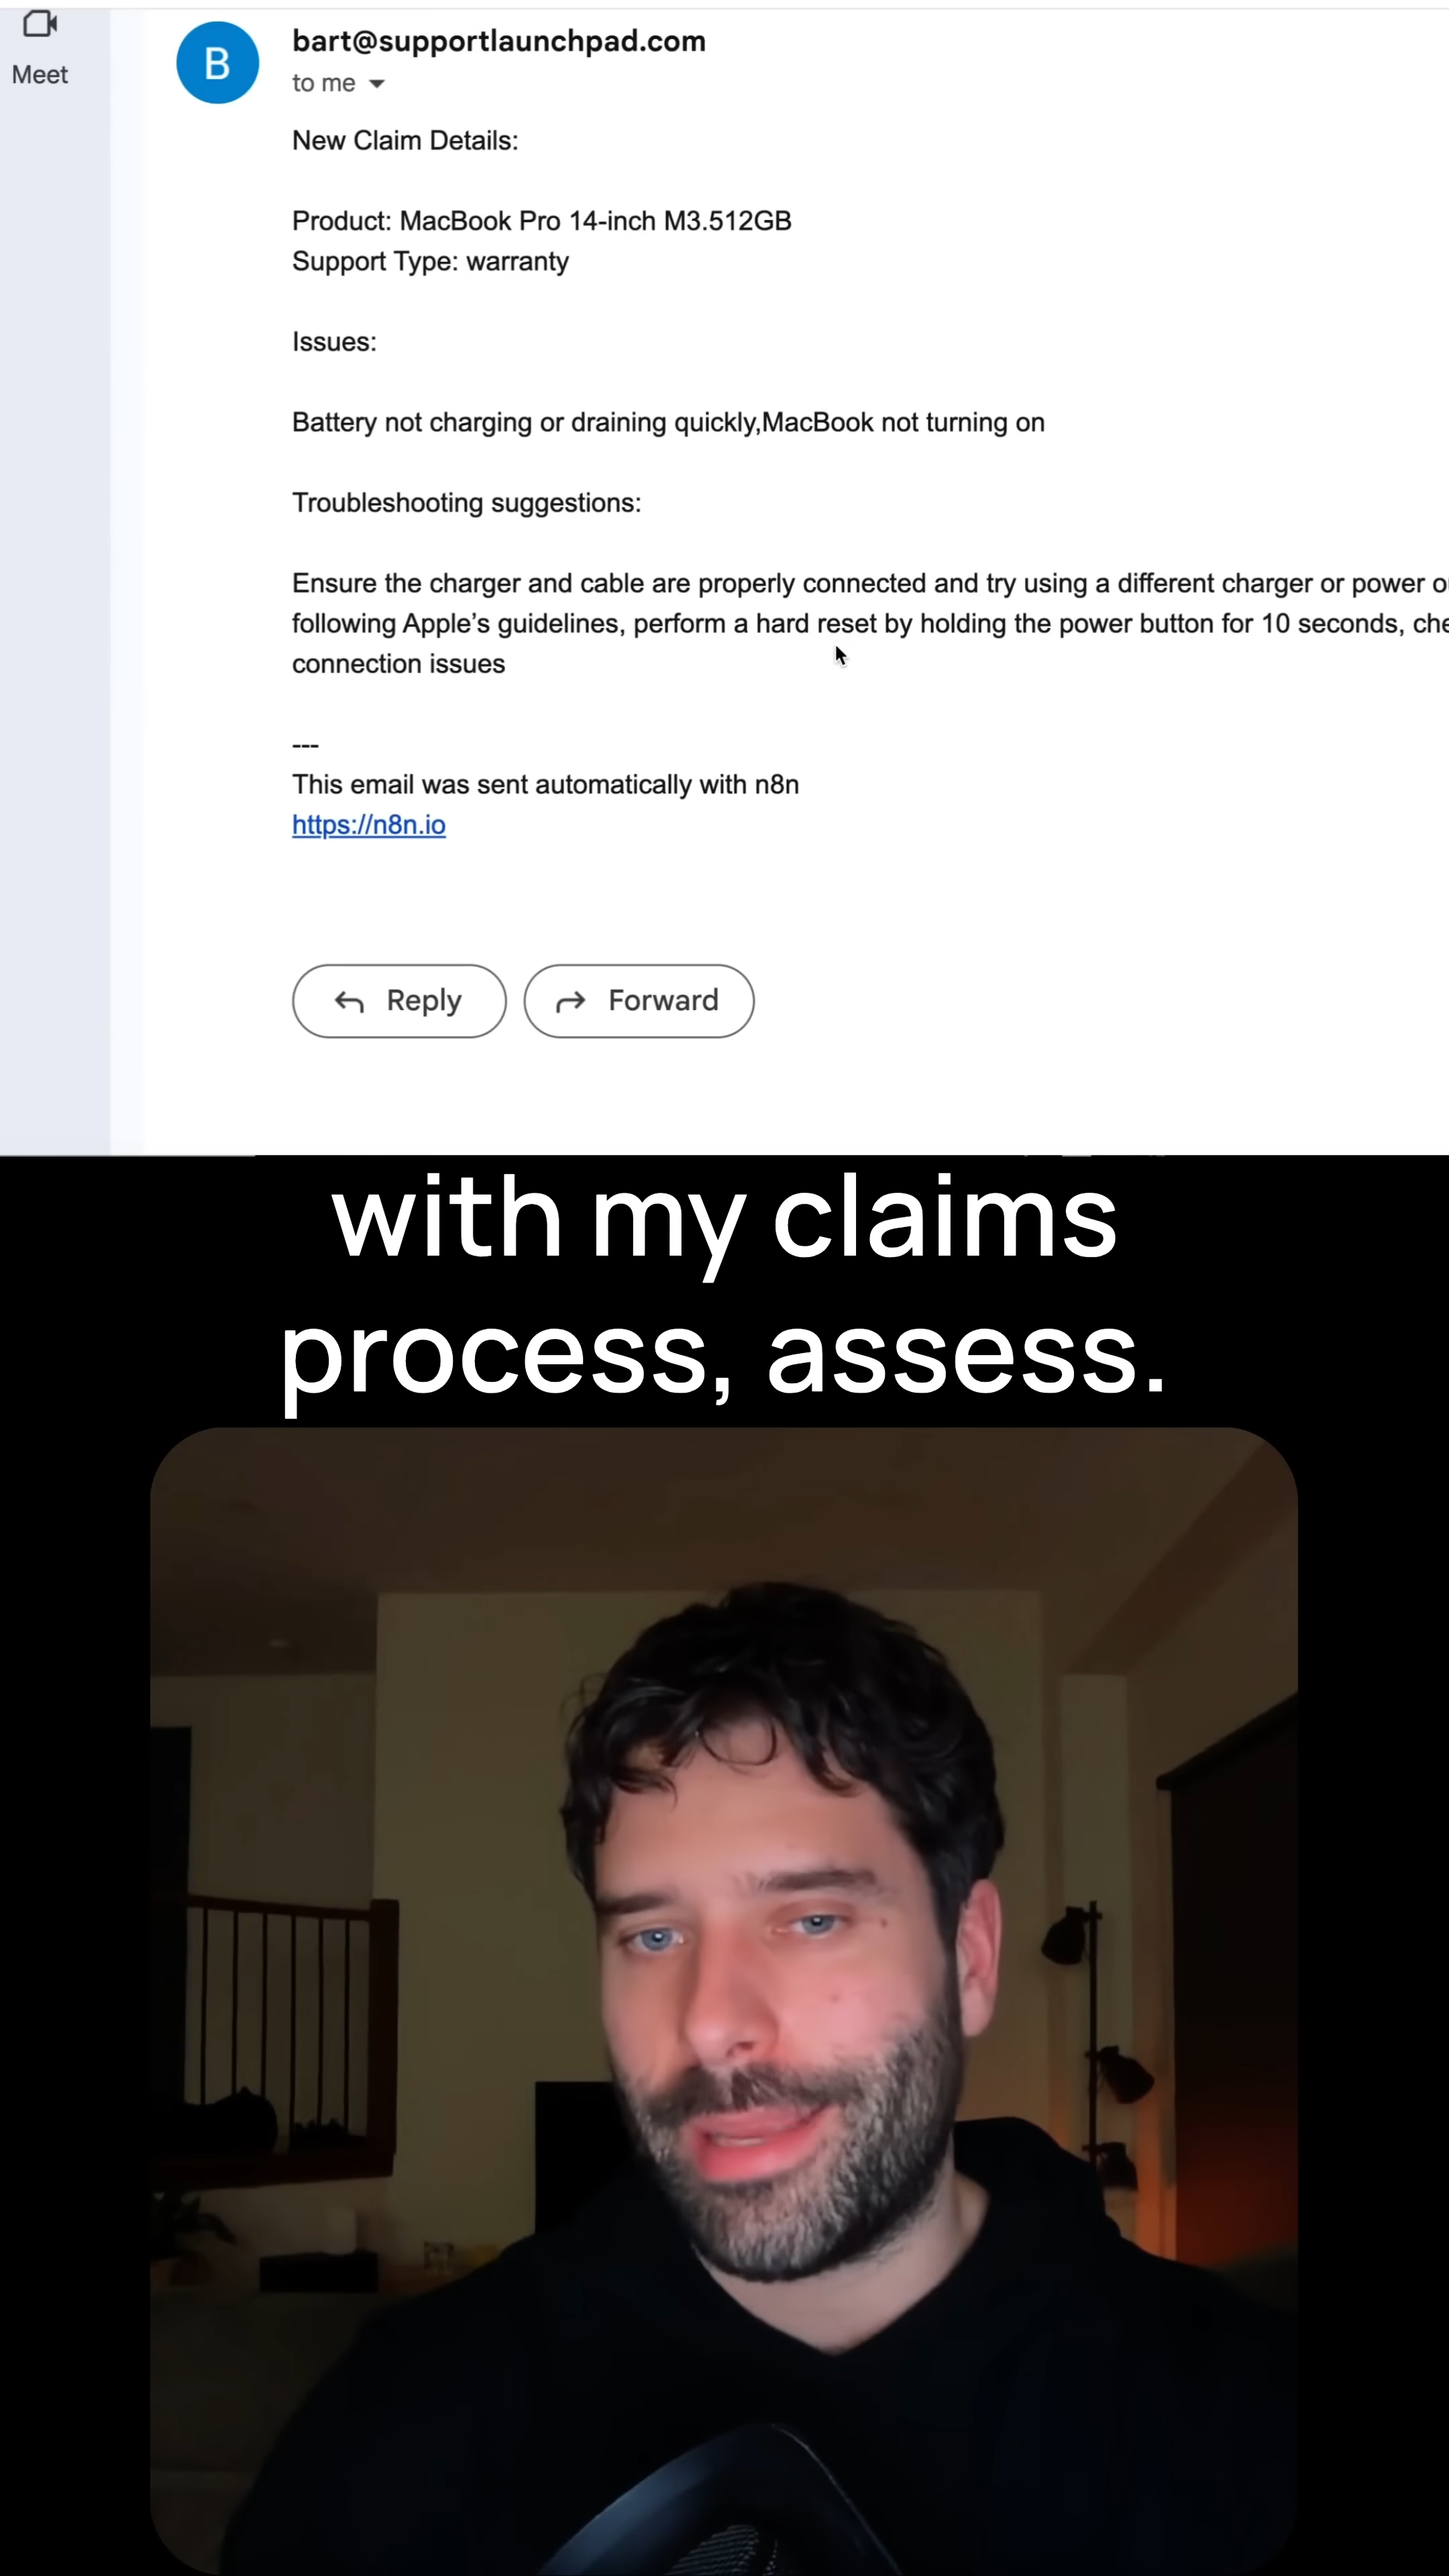 Meet
B
bart@supportlaunchpad.com
to me
New Claim Details:
Product: MacBook Pro 14-inch M3.512GB
Support Type: warranty
Issues:
Battery not charging or draining quickly,MacBook not turning on
Troubleshooting suggestions:
Ensure the charger and cable are properly connected and try using a different charger or power
following Apple’s guidelines, perform a hard reset by holding the power button for 10 seconds,
connection issues
---
This email was sent automatically with n8n
https://n8n.io
Reply
Forward
with my claims
process, assess.